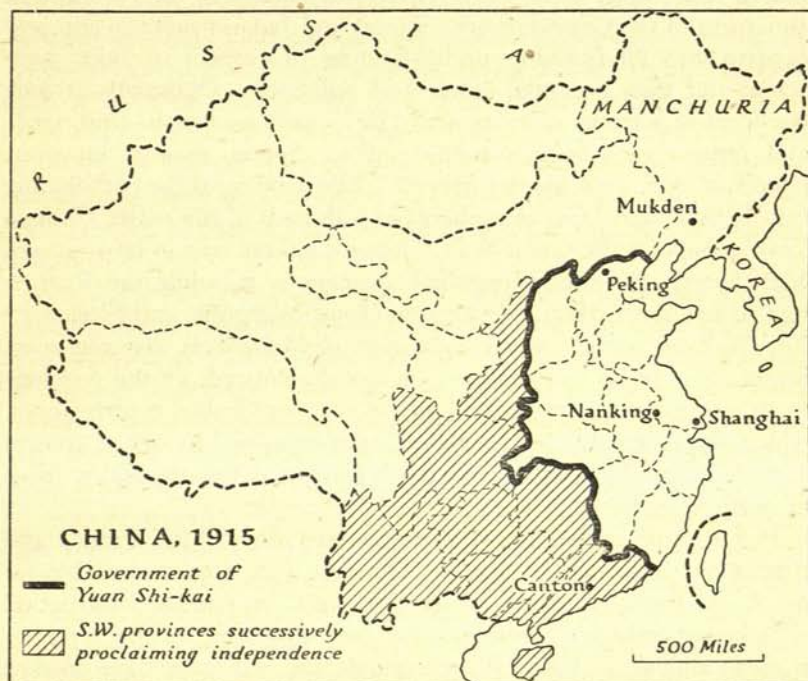 RUSSIA
MANCHURIA
Mukden
KOREA
Peking
Nanking
Shanghai
Canton
CHINA, 1915
Government of
Yuan Shi-kai
S.W. provinces successively
proclaiming independence
500 Miles